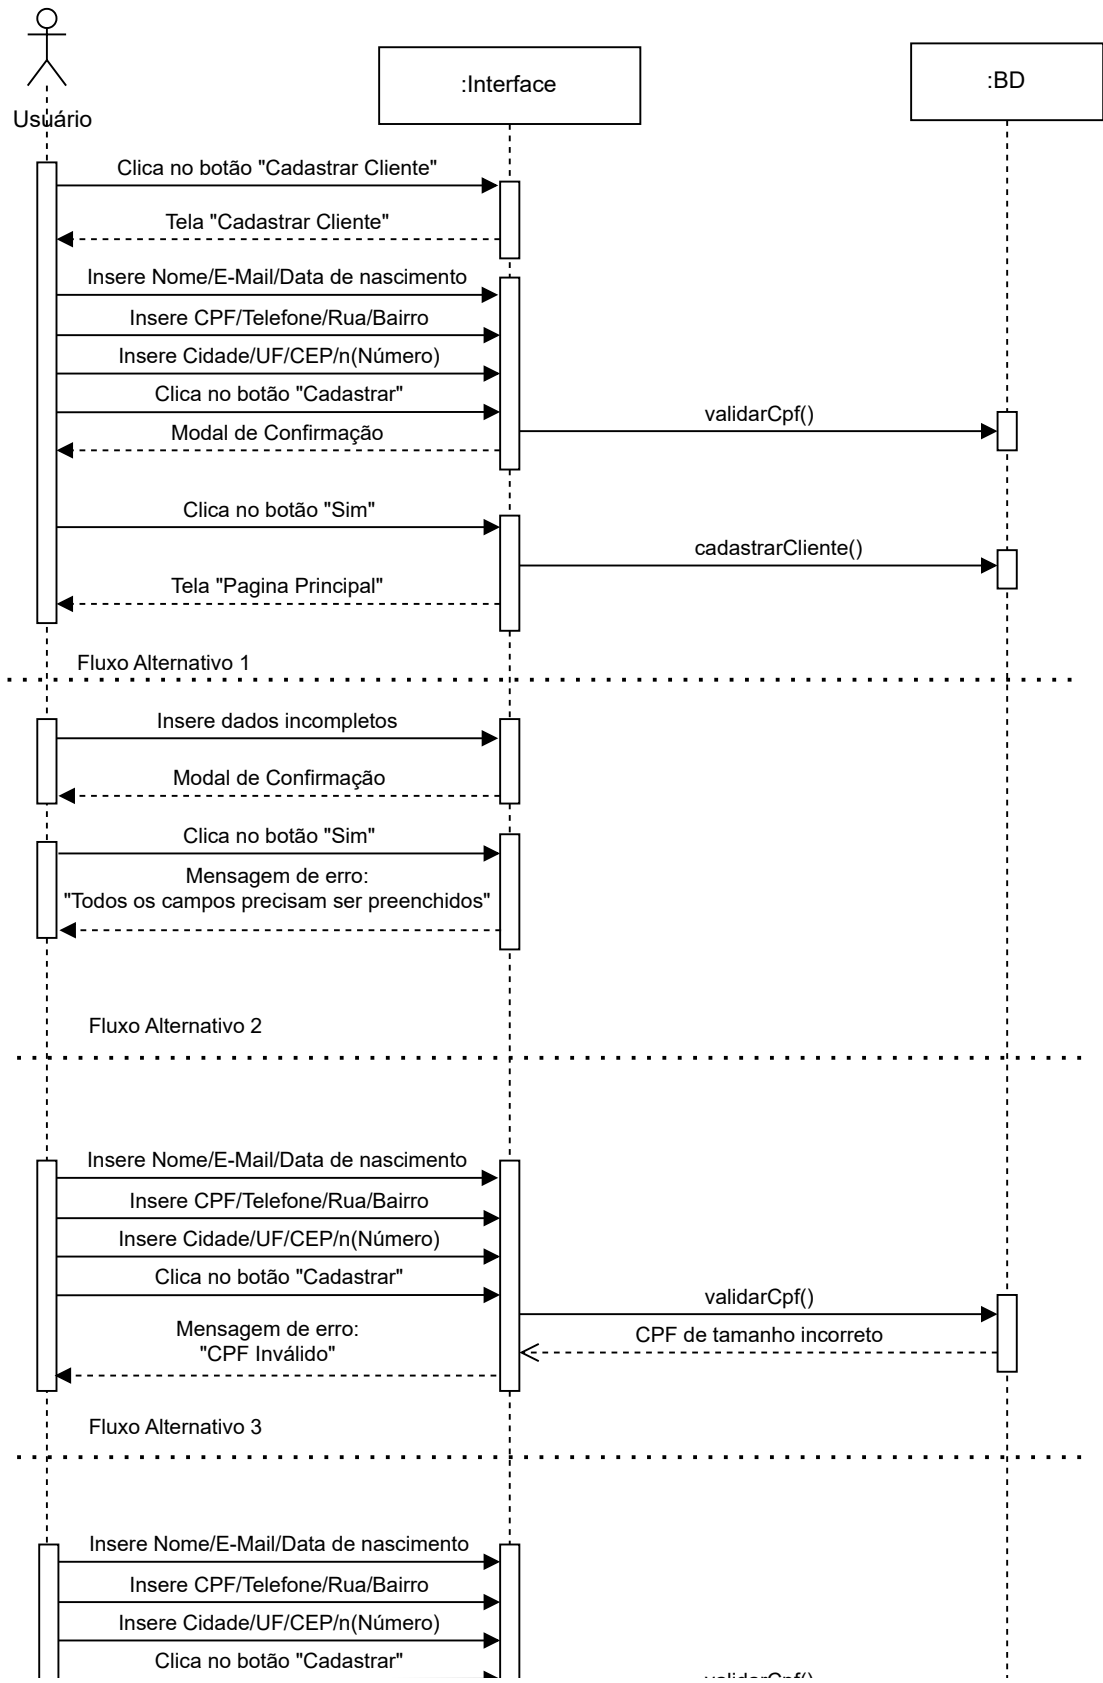 Usuário
:Interface
:BD
Clica no botão "Cadastrar Cliente"
Tela "Cadastrar Cliente"
Insere Nome/E-Mail/Data de nascimento
Insere CPF/Telefone/Rua/Bairro
Insere Cidade/UF/CEP/n(Número)
Clica no botão "Cadastrar"
validarCpf()
Modal de Confirmação
Clica no botão "Sim"
cadastrarCliente()
Tela "Pagina Principal"
Fluxo Alternativo 1
Insere dados incompletos
Modal de Confirmação
Clica no botão "Sim"
Mensagem de erro:
"Todos os campos precisam ser preenchidos"
Fluxo Alternativo 2
Insere Nome/E-Mail/Data de nascimento
Insere CPF/Telefone/Rua/Bairro
Insere Cidade/UF/CEP/n(Número)
Clica no botão "Cadastrar"
validarCpf()
CPF de tamanho incorreto
Mensagem de erro:
"CPF Inválido"
Fluxo Alternativo 3
Insere Nome/E-Mail/Data de nascimento
Insere CPF/Telefone/Rua/Bairro
Insere Cidade/UF/CEP/n(Número)
Clica no botão "Cadastrar"
validarCpf()